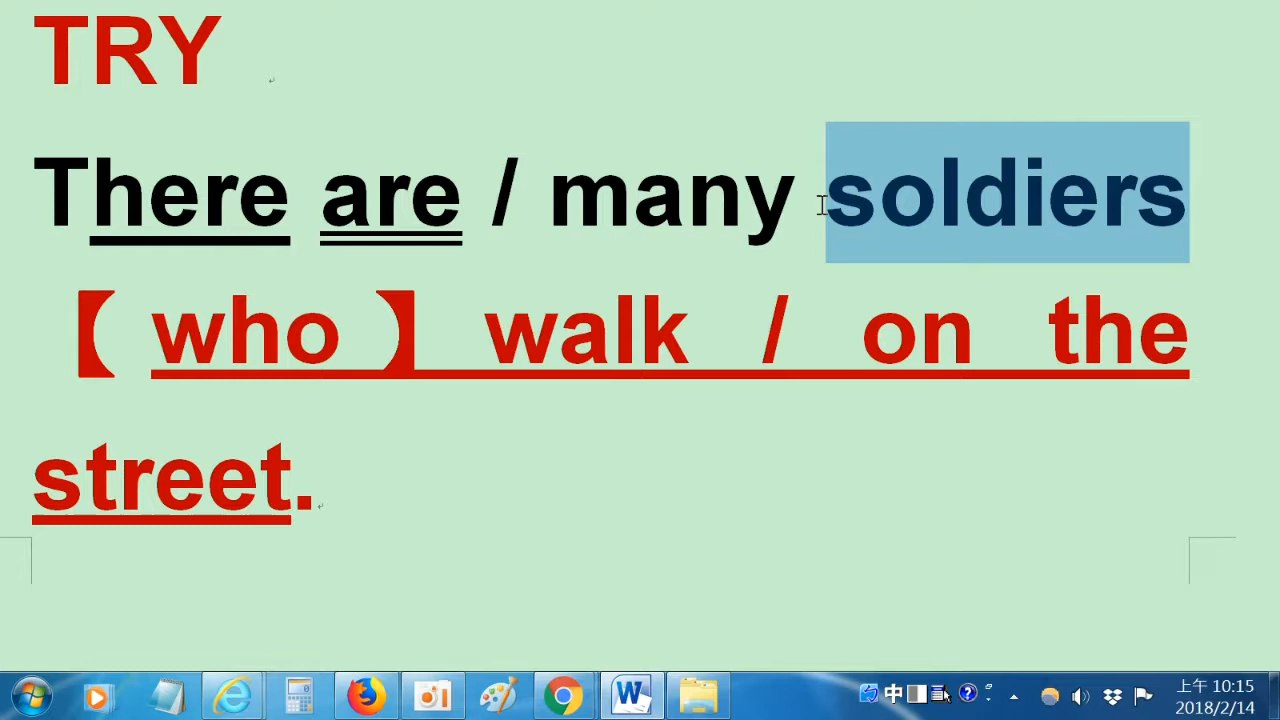 TRY
There are / many soldiers
【who】walk / on the
street.
中
上午 10:15
2018/2/14